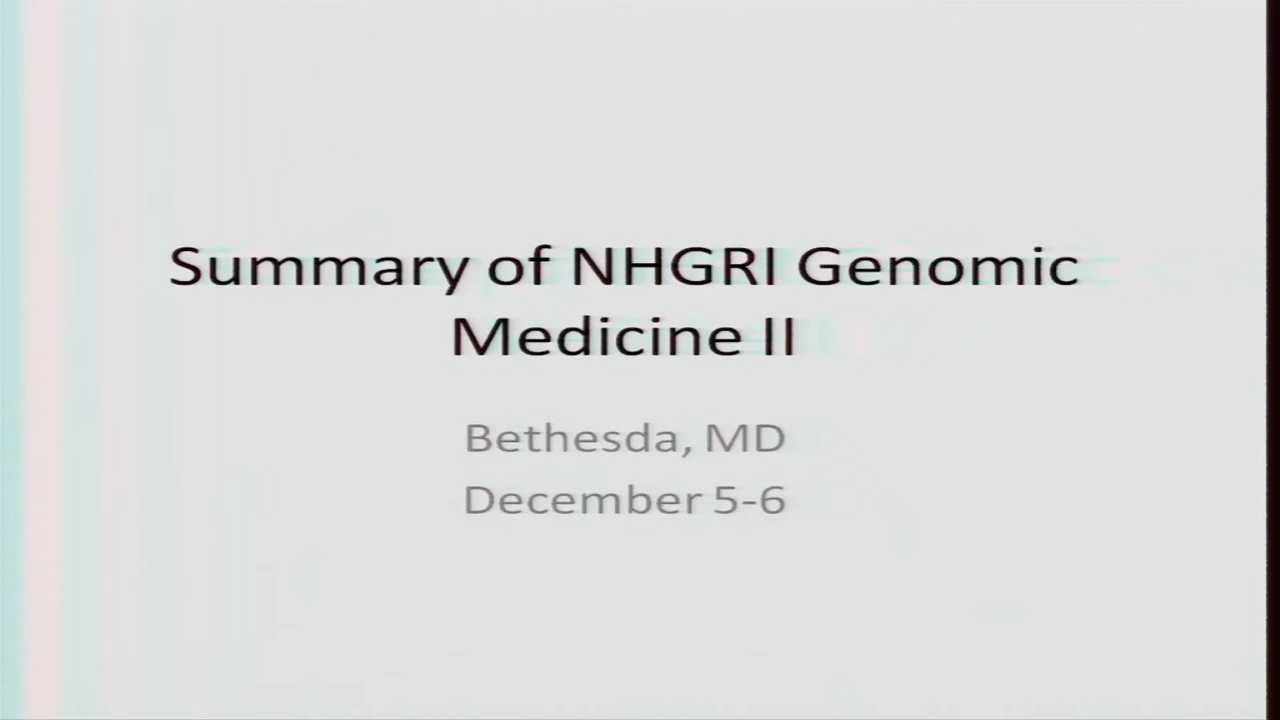 Summary of NHGRI Genomic
Medicine II
Bethesda, MD
December 5-6